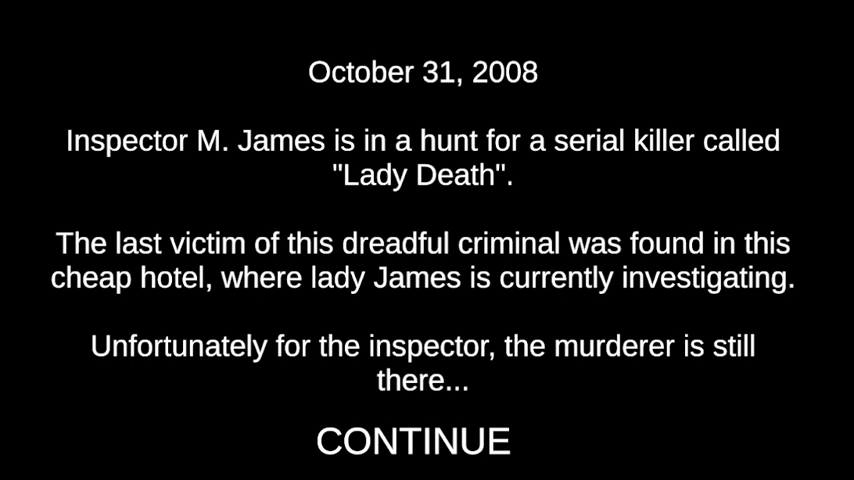 October 31, 2008
Inspector M. James is in a hunt for a serial killer called
"Lady Death".
The last victim of this dreadful criminal was found in this
cheap hotel, where lady James is currently investigating.
Unfortunately for the inspector, the murderer is still
there...
CONTINUE